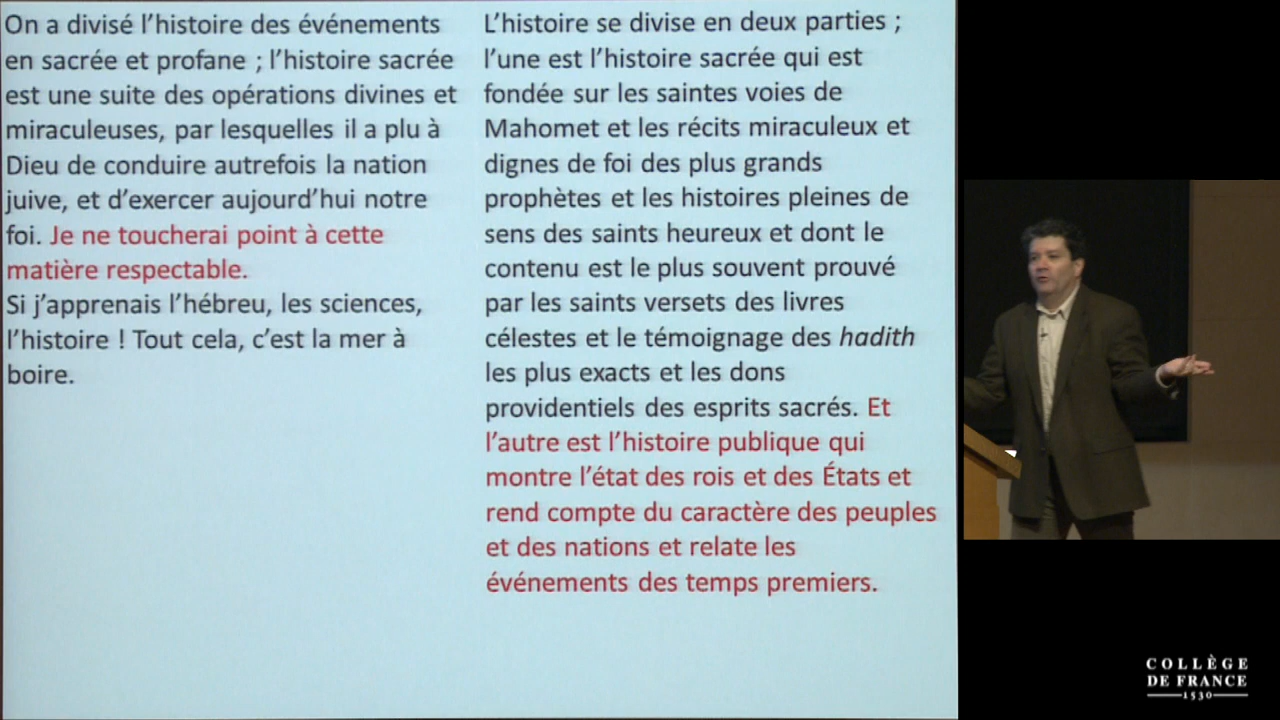 On a divisé l’histoire des événements
en sacrée et profane ; l’histoire sacrée
est une suite des opérations divines et
miraculeuses, par lesquelles il a plu à
Dieu de conduire autrefois la nation
juive, et d’exercer aujourd’hui notre
foi. Je ne toucherai point à cette
matière respectable.
Si j’apprenais l’hébreu, les sciences,
l’histoire ! Tout cela, c’est la mer à
boire.
L’histoire se divise en deux parties ;
l’une est l’histoire sacrée qui est
fondée sur les saintes voies de
Mahomet et les récits miraculeux et
dignes de foi des plus grands
prophètes et les histoires pleines de
sens des saints heureux et dont le
contenu est le plus souvent prouvé
par les saints versets des livres
célestes et le témoignage des hadith
les plus exacts et les dons
providentiels des esprits sacrés. Et
l’autre est l’histoire publique qui
montre l’état des rois et des États et
rend compte du caractère des peuples
et des nations et relate les
événements des temps premiers.
COLLÈGE
DE FRANCE
1530